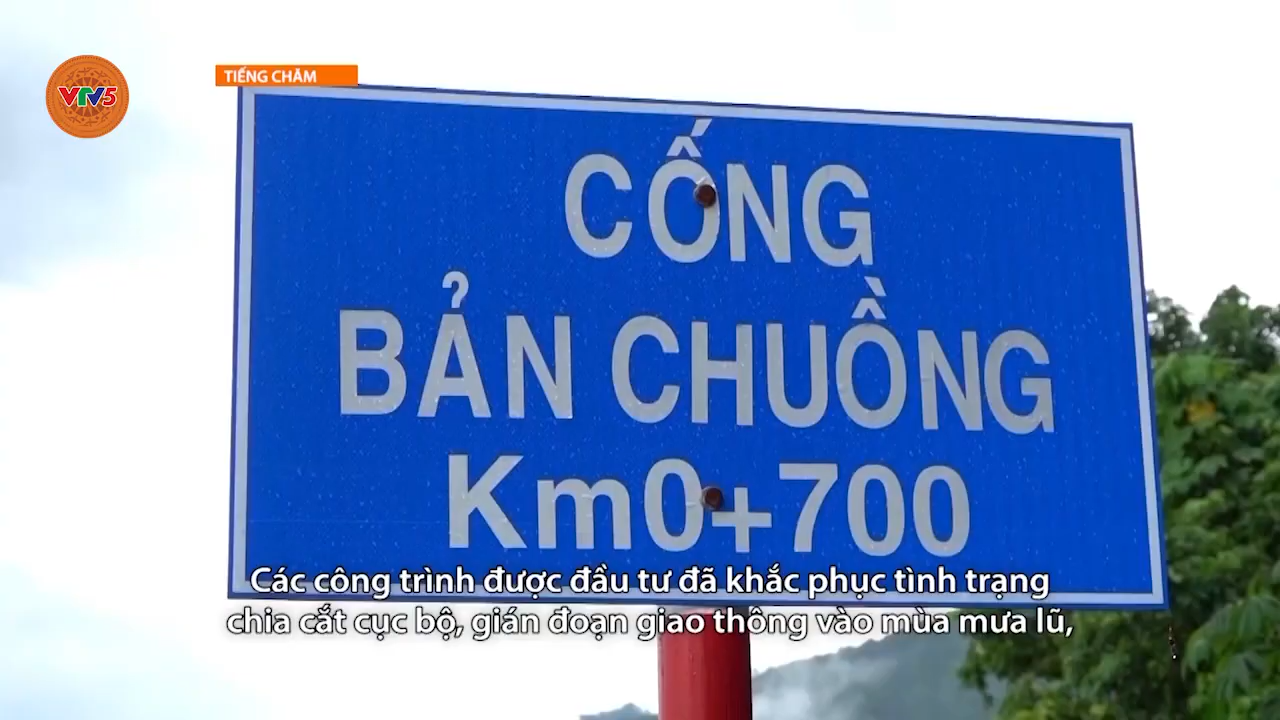 VTV5
TIẾNG CHĂM
CỐNG
BẢN CHUỒNG
Km0+700
Các công trình được đầu tư đã khắc phục tình trạng
chia cắt cục bộ, gián đoạn giao thông vào mùa mưa lũ,